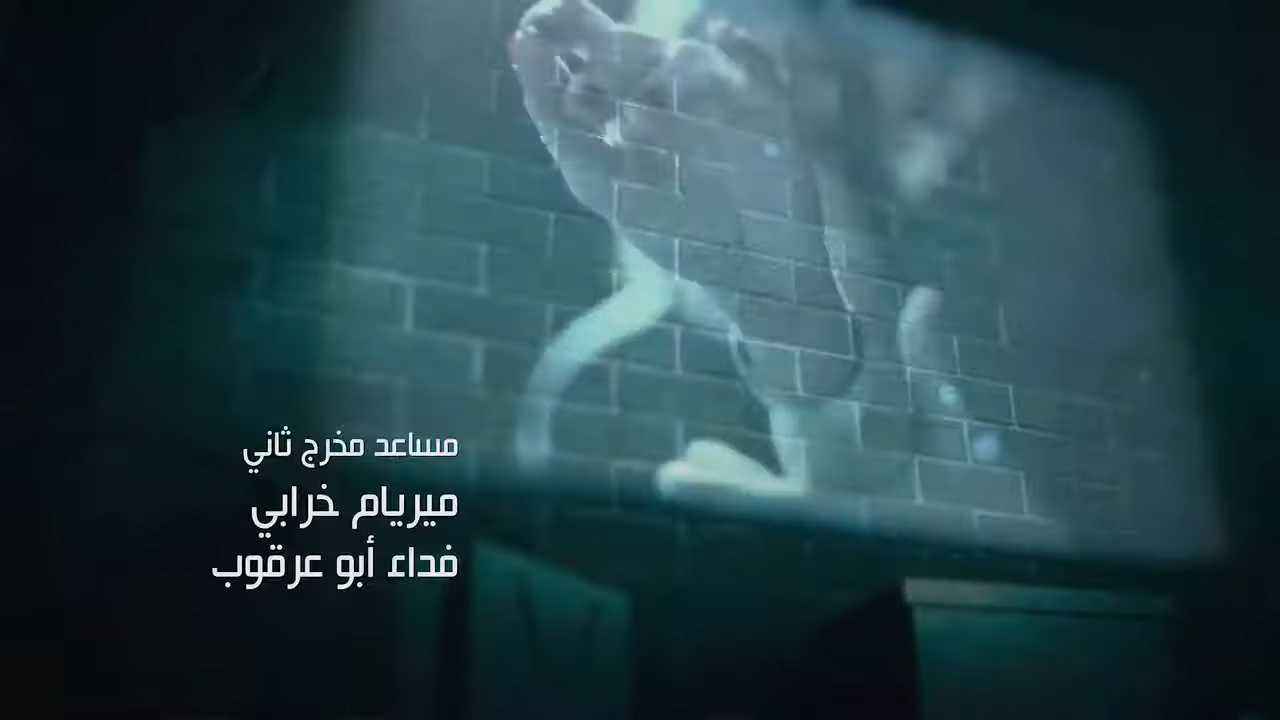 مساعد مخرج ثاني
ميريام خرابي
فداء أبو عرقوب